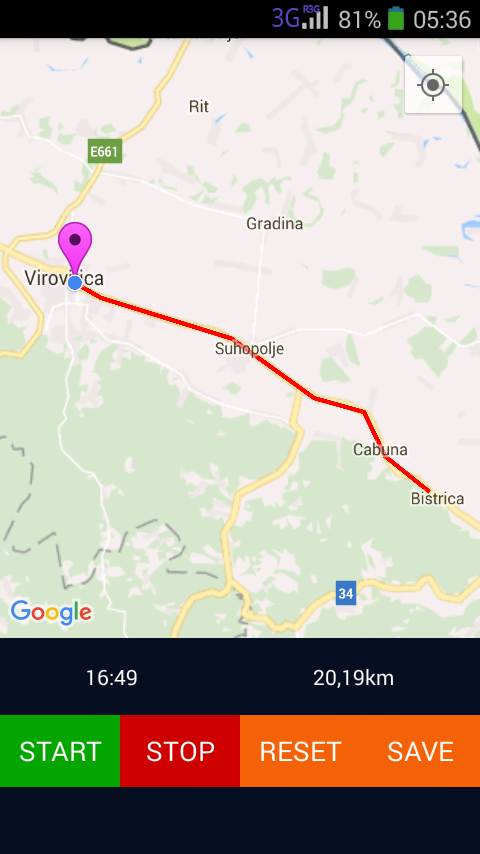 3G R3G 81% 05:36
Rit
E661
Gradina
Virovitica
Suhopolje
Cabuna
Bistrica
34
Google
16:49 20,19km
START STOP RESET SAVE